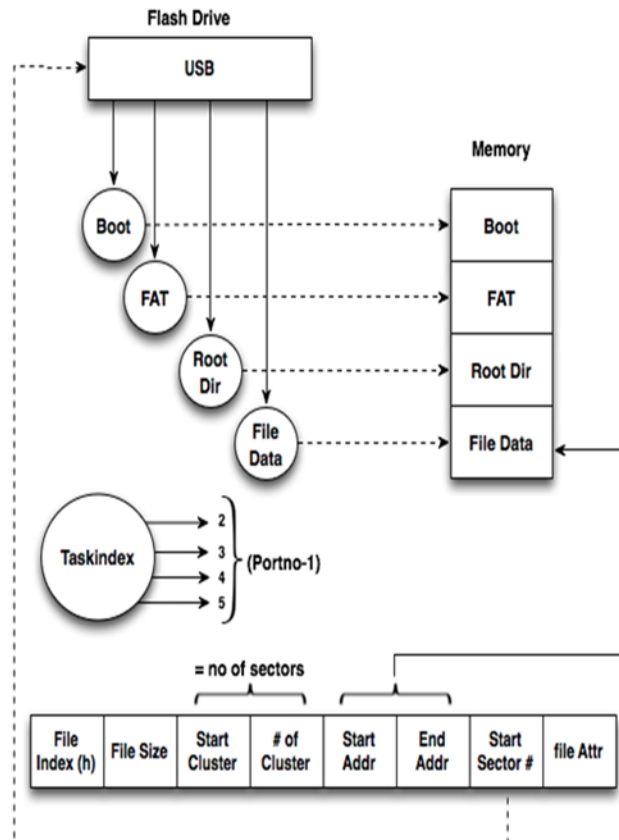 Flash Drive
USB
Memory
Boot
Boot
FAT
FAT
Root
Dir
Root Dir
File
Data
File Data
Taskindex
2
3
4
5
(Portno-1)
= no of sectors
File
Index (h)
File Size
Start
Cluster
# of
Cluster
Start
Addr
End
Addr
Start
Sector #
file Attr